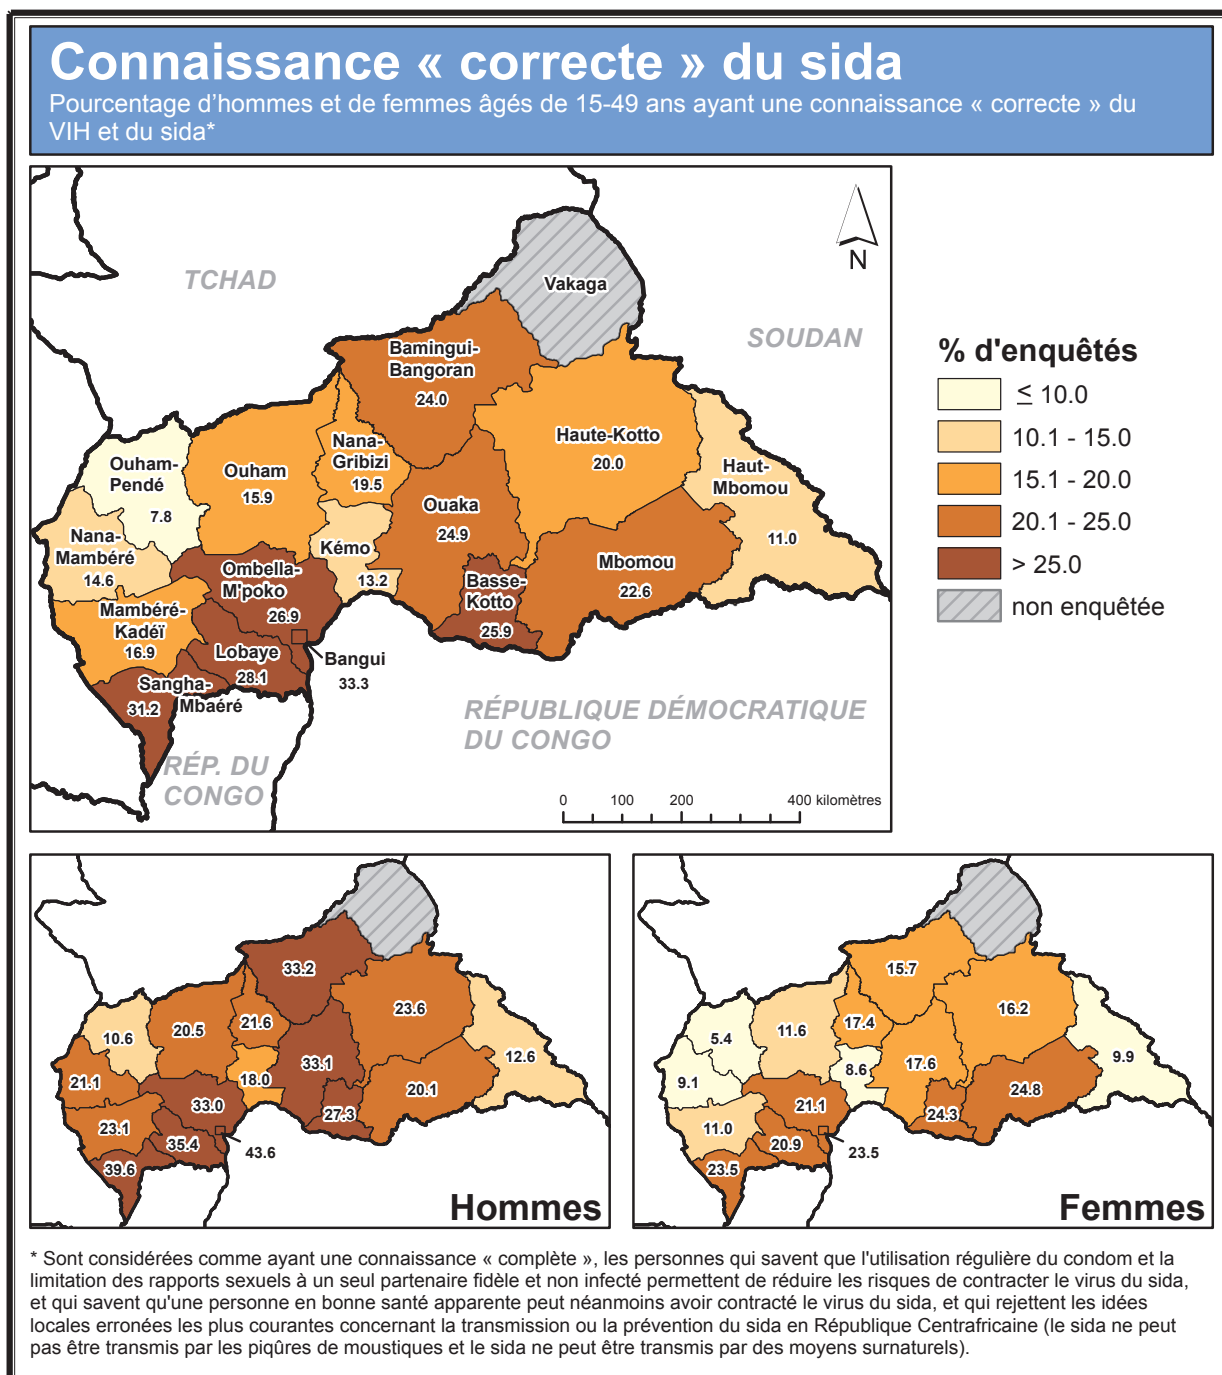 Connaissance « correcte » du sida
Pourcentage d'hommes et de femmes âgés de 15-49 ans ayant une connaissance « correcte » du
VIH et du sida*
N
TCHAD
SOUDAN
Vakaga
Bamingui-
Bangoran
24.0
Haute-Kotto
20.0
Haut-
Mbomou
11.0
Nana-
Gribizi
19.5
Ouham
15.9
Ouham-
Pendé
7.8
Ouaka
24.9
Nana-
Mambéré
14.6
Kémo
13.2
Mbomou
22.6
Ombella-
M'poko
26.9
Basse-
Kotto
25.9
Mambéré-
Kadéï
16.9
Lobaye
28.1
Bangui
33.3
Sangha-
Mbaéré
31.2
RÉPUBLIQUE DÉMOCRATIQUE
DU CONGO
RÉP. DU
CONGO
0 100 200 400 kilomètres
% d'enquêtés
≤ 10.0
10.1 - 15.0
15.1 - 20.0
20.1 - 25.0
> 25.0
non enquêtée
33.2
23.6
21.6
20.5
10.6
12.6
33.1
21.1
18.0
20.1
33.0
27.3
23.1
35.4
43.6
39.6
Hommes
15.7
16.2
17.4
11.6
5.4
9.9
17.6
8.6
9.1
24.8
21.1
24.3
11.0
20.9
23.5
23.5
Femmes
* Sont considérées comme ayant une connaissance « complète », les personnes qui savent que l'utilisation régulière du condom et la
limitation des rapports sexuels à un seul partenaire fidèle et non infecté permettent de réduire les risques de contracter le virus du sida,
et qui savent qu'une personne en bonne santé apparente peut néanmoins avoir contracté le virus du sida, et qui rejettent les idées
locales erronées les plus courantes concernant la transmission ou la prévention du sida en République Centrafricaine (le sida ne peut
pas être transmis par les piqûres de moustiques et le sida ne peut être transmis par des moyens surnaturels).